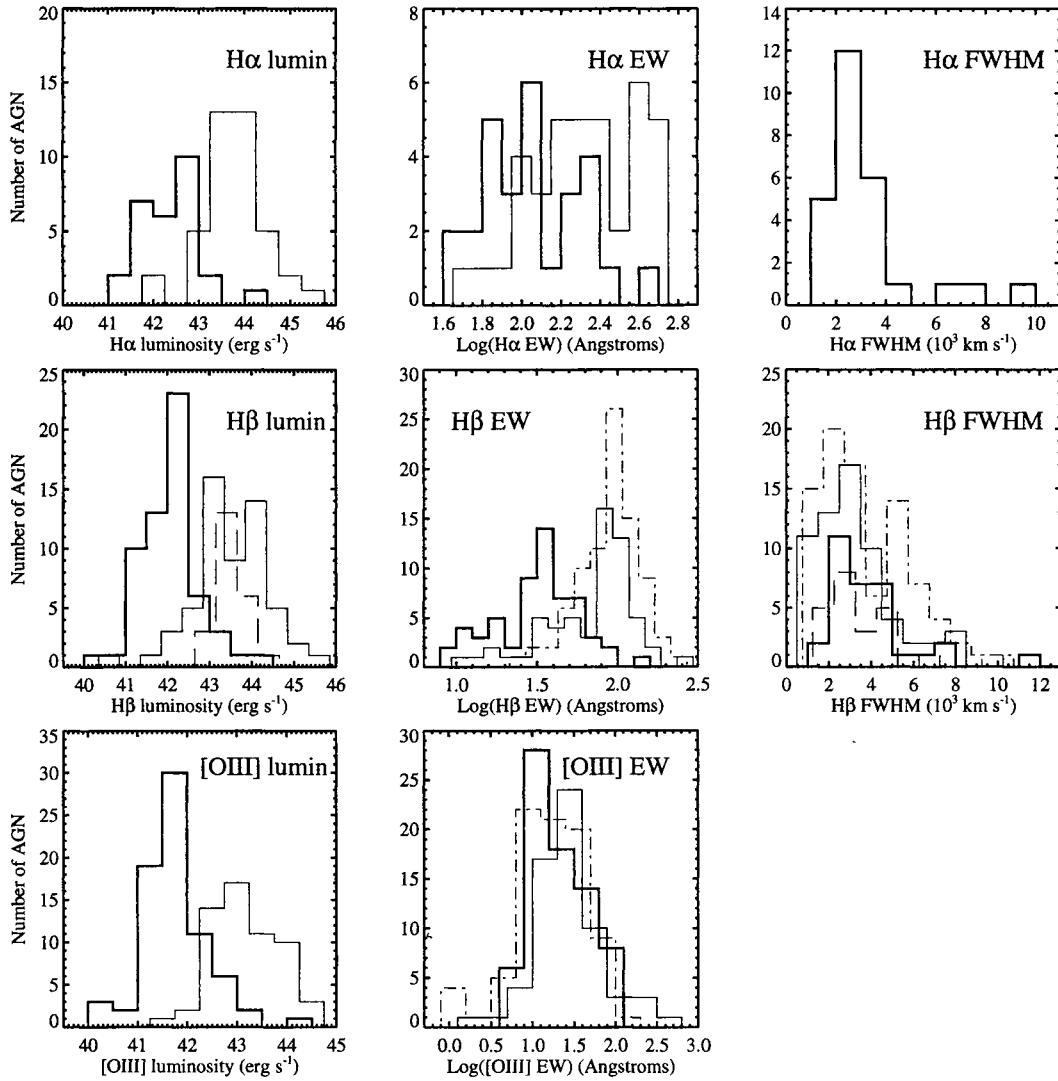 20
15
10
5
0
Number of AGN
Hα lumin
40 41 42 43 44 45 46
Hα luminosity (erg s⁻¹)
8
6
4
2
0
Hα EW
1.6 1.8 2.0 2.2 2.4 2.6 2.8
Log(Hα EW) (Angstroms)
14
12
10
8
6
4
2
0
Hα FWHM
0 2 4 6 8 10
Hα FWHM (10³ km s⁻¹)
25
20
15
10
5
0
Number of AGN
Hβ lumin
40 41 42 43 44 45 46
Hβ luminosity (erg s⁻¹)
30
25
20
15
10
5
0
Hβ EW
1.0 1.5 2.0 2.5
Log(Hβ EW) (Angstroms)
25
20
15
10
5
0
Hβ FWHM
0 2 4 6 8 10 12
Hβ FWHM (10³ km s⁻¹)
35
30
25
20
15
10
5
0
Number of AGN
[OIII] lumin
40 41 42 43 44 45
[OIII] luminosity (erg s⁻¹)
30
25
20
15
10
5
0
[OIII] EW
0.0 0.5 1.0 1.5 2.0 2.5 3.0
Log([OIII] EW) (Angstroms)